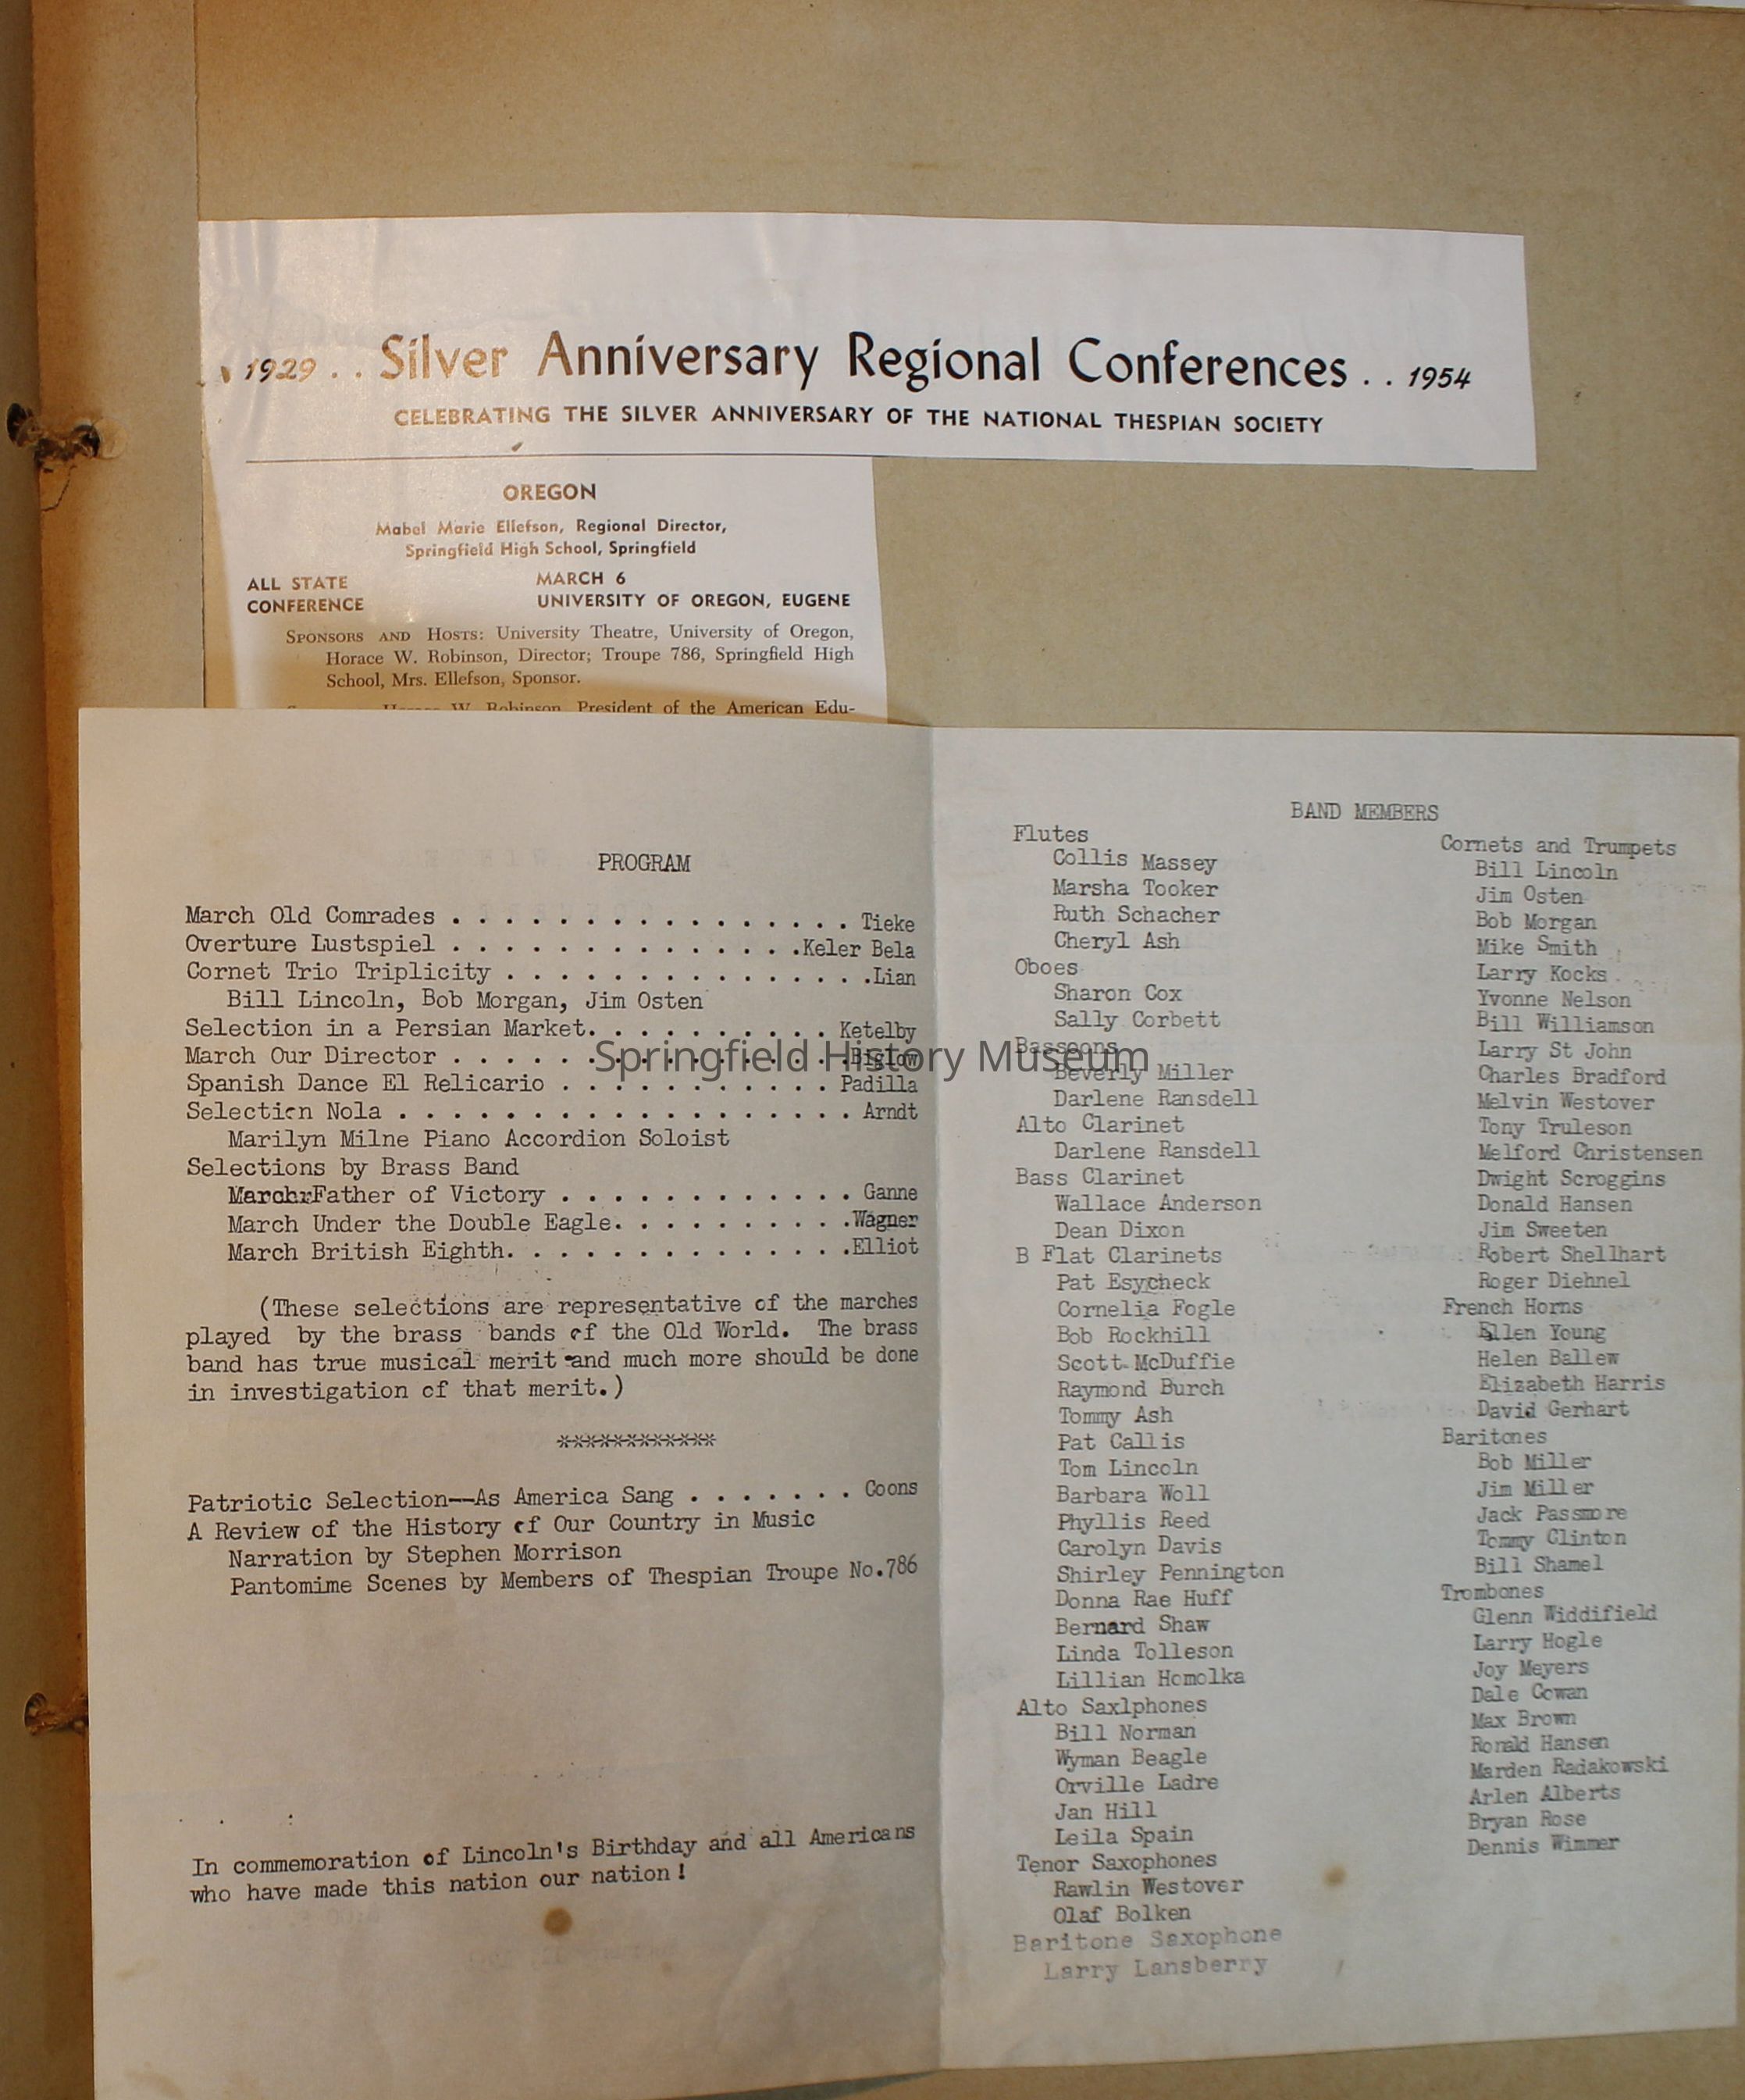 1929 . . Silver Anniversary Regional Conferences . . 1954
CELEBRATING THE SILVER ANNIVERSARY OF THE NATIONAL THESPIAN SOCIETY
OREGON
Mabel Marie Ellefson, Regional Director,
Springfield High School, Springfield
ALL STATE MARCH 6
CONFERENCE UNIVERSITY OF OREGON, EUGENE
SPONSORS AND HOSTS: University Theatre, University of Oregon,
Horace W. Robinson, Director; Troupe 786, Springfield High
School, Mrs. Ellefson, Sponsor.
W. Robinson, President of the American Edu-
PROGRAM
March Old Comrades . . . . . . . . . . . . . . . Tieke
Overture Lustspiel . . . . . . . . . . . . . .Keler Bela
Cornet Trio Triplicity . . . . . . . . . . . . . .Lian
Bill Lincoln, Bob Morgan, Jim Osten
Selection in a Persian Market. . . . . . . . . . Ketelby
March Our Director . . . . . . . . . . . . . . .Biglow
Spanish Dance El Relicario . . . . . . . . . . . Padilla
Selection Nola . . . . . . . . . . . . . . . . . . Arndt
Marilyn Milne Piano Accordion Soloist
Selections by Brass Band
March Father of Victory . . . . . . . . . . . . Ganne
March Under the Double Eagle. . . . . . . . . .Wagner
March British Eighth. . . . . . . . . . . . . .Elliot
(These selections are representative of the marches
played by the brass bands of the Old World. The brass
band has true musical merit and much more should be done
in investigation of that merit.)
************
Patriotic Selection--As America Sang . . . . . . . Coons
A Review of the History of Our Country in Music
Narration by Stephen Morrison
Pantomime Scenes by Members of Thespian Troupe No.786
In commemoration of Lincoln's Birthday and all Americans
who have made this nation our nation!
BAND MEMBERS
Flutes
Collis Massey
Marsha Tooker
Ruth Schacher
Cheryl Ash
Oboes
Sharon Cox
Sally Corbett
Bassoons
Beverly Miller
Darlene Ransdell
Alto Clarinet
Darlene Ransdell
Bass Clarinet
Wallace Anderson
Dean Dixon
B Flat Clarinets
Pat Esycheck
Cornelia Fogle
Bob Rockhill
Scott McDuffie
Raymond Burch
Tommy Ash
Pat Callis
Tom Lincoln
Barbara Woll
Phyllis Reed
Carolyn Davis
Shirley Pennington
Donna Rae Huff
Bernard Shaw
Linda Tolleson
Lillian Homolka
Alto Saxlphones
Bill Norman
Wyman Beagle
Orville Ladre
Jan Hill
Leila Spain
Tenor Saxophones
Rawlin Westover
Olaf Bolken
Baritone Saxophone
Larry Lansberry
Cornets and Trumpets
Bill Lincoln
Jim Osten
Bob Morgan
Mike Smith
Larry Kocks
Yvonne Nelson
Bill Williamson
Larry St John
Charles Bradford
Melvin Westover
Tony Truleson
Melford Christensen
Dwight Scroggins
Donald Hansen
Jim Sweeten
Robert Shellhart
Roger Diehnel
French Horns
Ellen Young
Helen Ballew
Elizabeth Harris
David Gerhart
Baritones
Bob Miller
Jim Miller
Jack Passmore
Tommy Clinton
Bill Shamel
Trombones
Glenn Widdifield
Larry Hogle
Joy Meyers
Dale Cowan
Max Brown
Ronald Hansen
Marden Radakowski
Arlen Alberts
Bryan Rose
Dennis Wimmer
Springfield History Museum